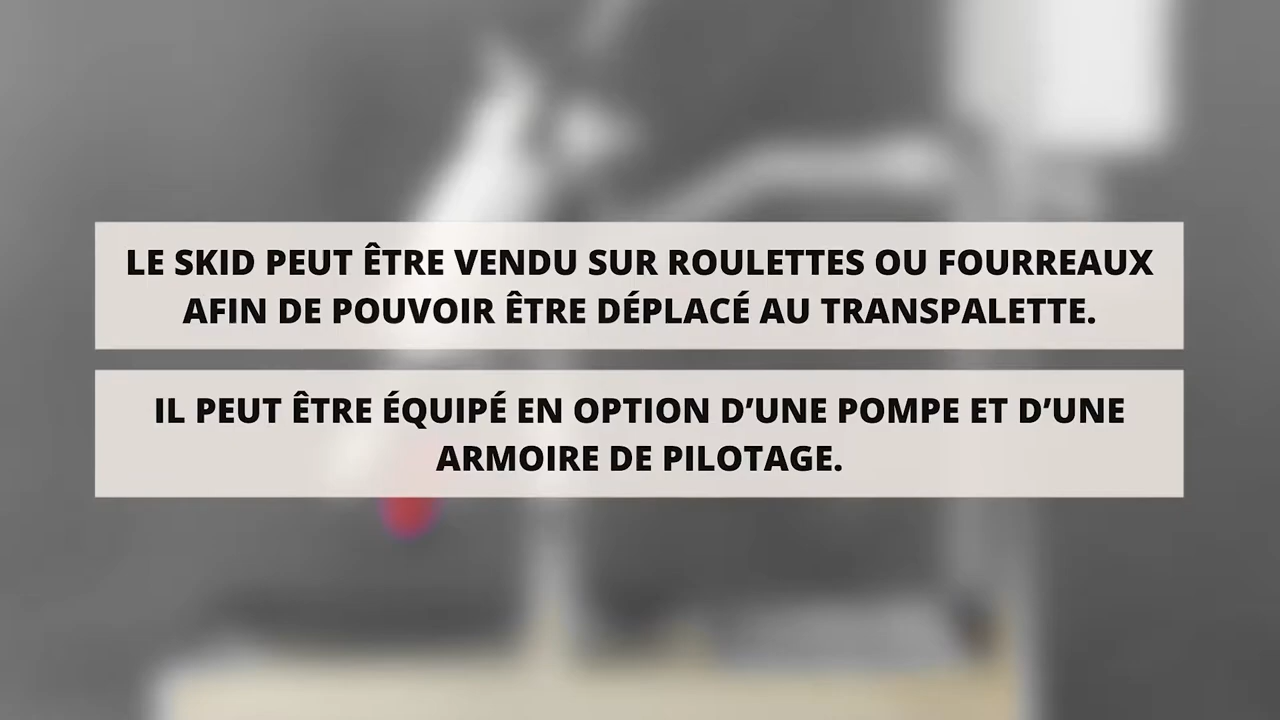 LE SKID PEUT ÊTRE VENDU SUR ROULETTES OU FOURREAUX
AFIN DE POUVOIR ÊTRE DÉPLACÉ AU TRANSPALETTE.
IL PEUT ÊTRE ÉQUIPÉ EN OPTION D’UNE POMPE ET D’UNE
ARMOIRE DE PILOTAGE.